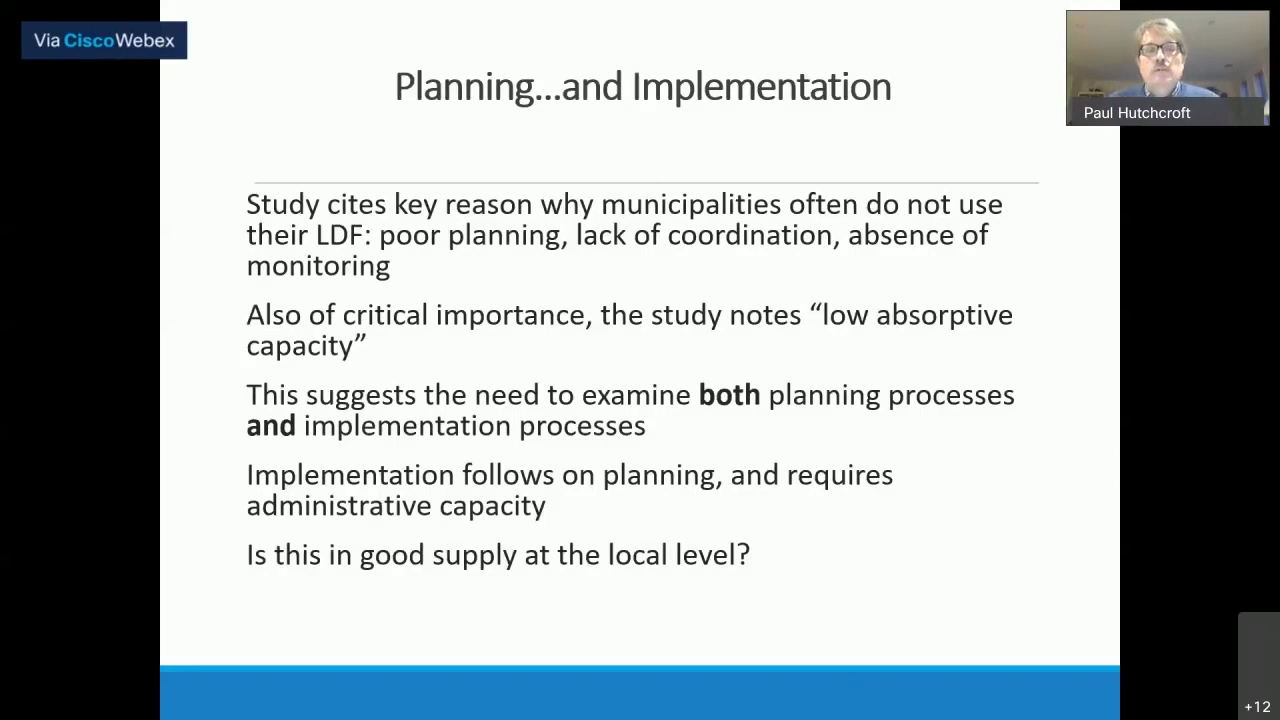 Via Cisco Webex
Planning...and Implementation
Paul Hutchcroft
Study cites key reason why municipalities often do not use
their LDF: poor planning, lack of coordination, absence of
monitoring
Also of critical importance, the study notes “low absorptive
capacity”
This suggests the need to examine both planning processes
and implementation processes
Implementation follows on planning, and requires
administrative capacity
Is this in good supply at the local level?
+12